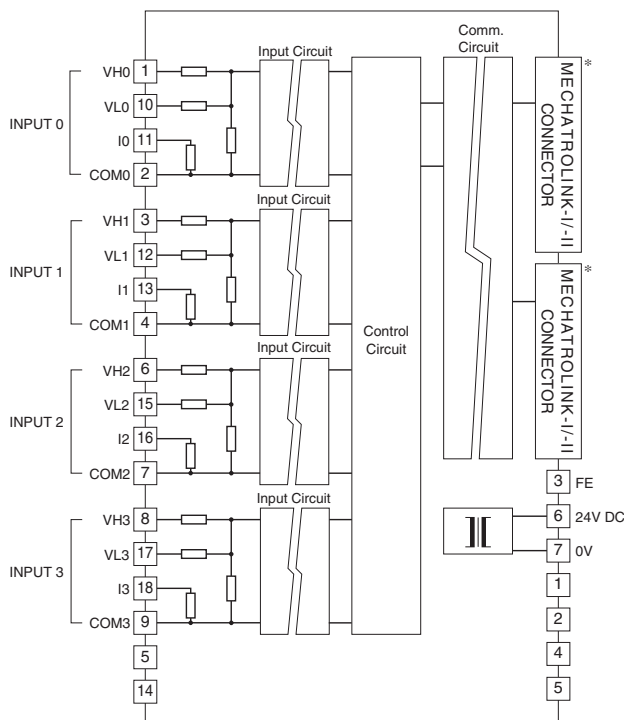 INPUT 0
VH0 1
VL0 10
I0 11
COM0 2
Input Circuit
INPUT 1
VH1 3
VL1 12
I1 13
COM1 4
Input Circuit
INPUT 2
VH2 6
VL2 15
I2 16
COM2 7
Input Circuit
INPUT 3
VH3 8
VL3 17
I3 18
COM3 9
Input Circuit
5
14
Control
Circuit
Comm.
Circuit
MECHATROLINK-I/-II
CONNECTOR
*
MECHATROLINK-I/-II
CONNECTOR
*
3 FE
6 24V DC
7 0V
1
2
4
5